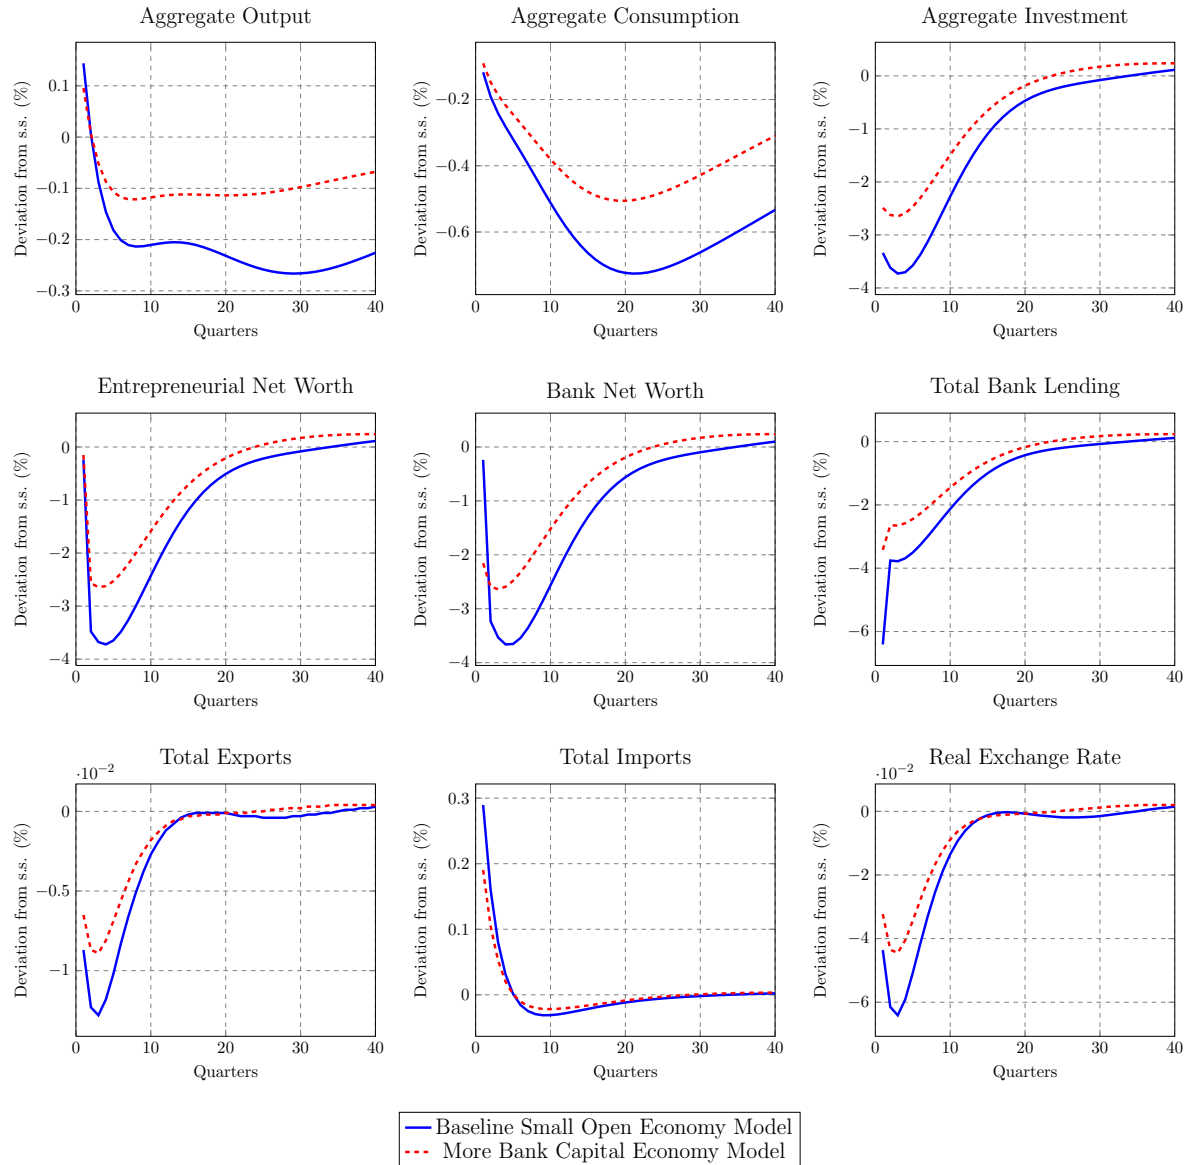 Aggregate Output
Aggregate Consumption
Aggregate Investment
Deviation from s.s. (%)
0.1
0
−0.1
−0.2
−0.3
0 10 20 30 40
Quarters
Deviation from s.s. (%)
−0.2
−0.4
−0.6
0 10 20 30 40
Quarters
Deviation from s.s. (%)
0
−1
−2
−3
−4
0 10 20 30 40
Quarters
Entrepreneurial Net Worth
Bank Net Worth
Total Bank Lending
Deviation from s.s. (%)
0
−1
−2
−3
−4
0 10 20 30 40
Quarters
Deviation from s.s. (%)
0
−1
−2
−3
−4
0 10 20 30 40
Quarters
Deviation from s.s. (%)
0
−2
−4
−6
0 10 20 30 40
Quarters
Total Exports
Total Imports
Real Exchange Rate
·10⁻²
Deviation from s.s. (%)
0
−0.5
−1
0 10 20 30 40
Quarters
Deviation from s.s. (%)
0.3
0.2
0.1
0
0 10 20 30 40
Quarters
·10⁻²
Deviation from s.s. (%)
0
−2
−4
−6
0 10 20 30 40
Quarters
Baseline Small Open Economy Model
More Bank Capital Economy Model